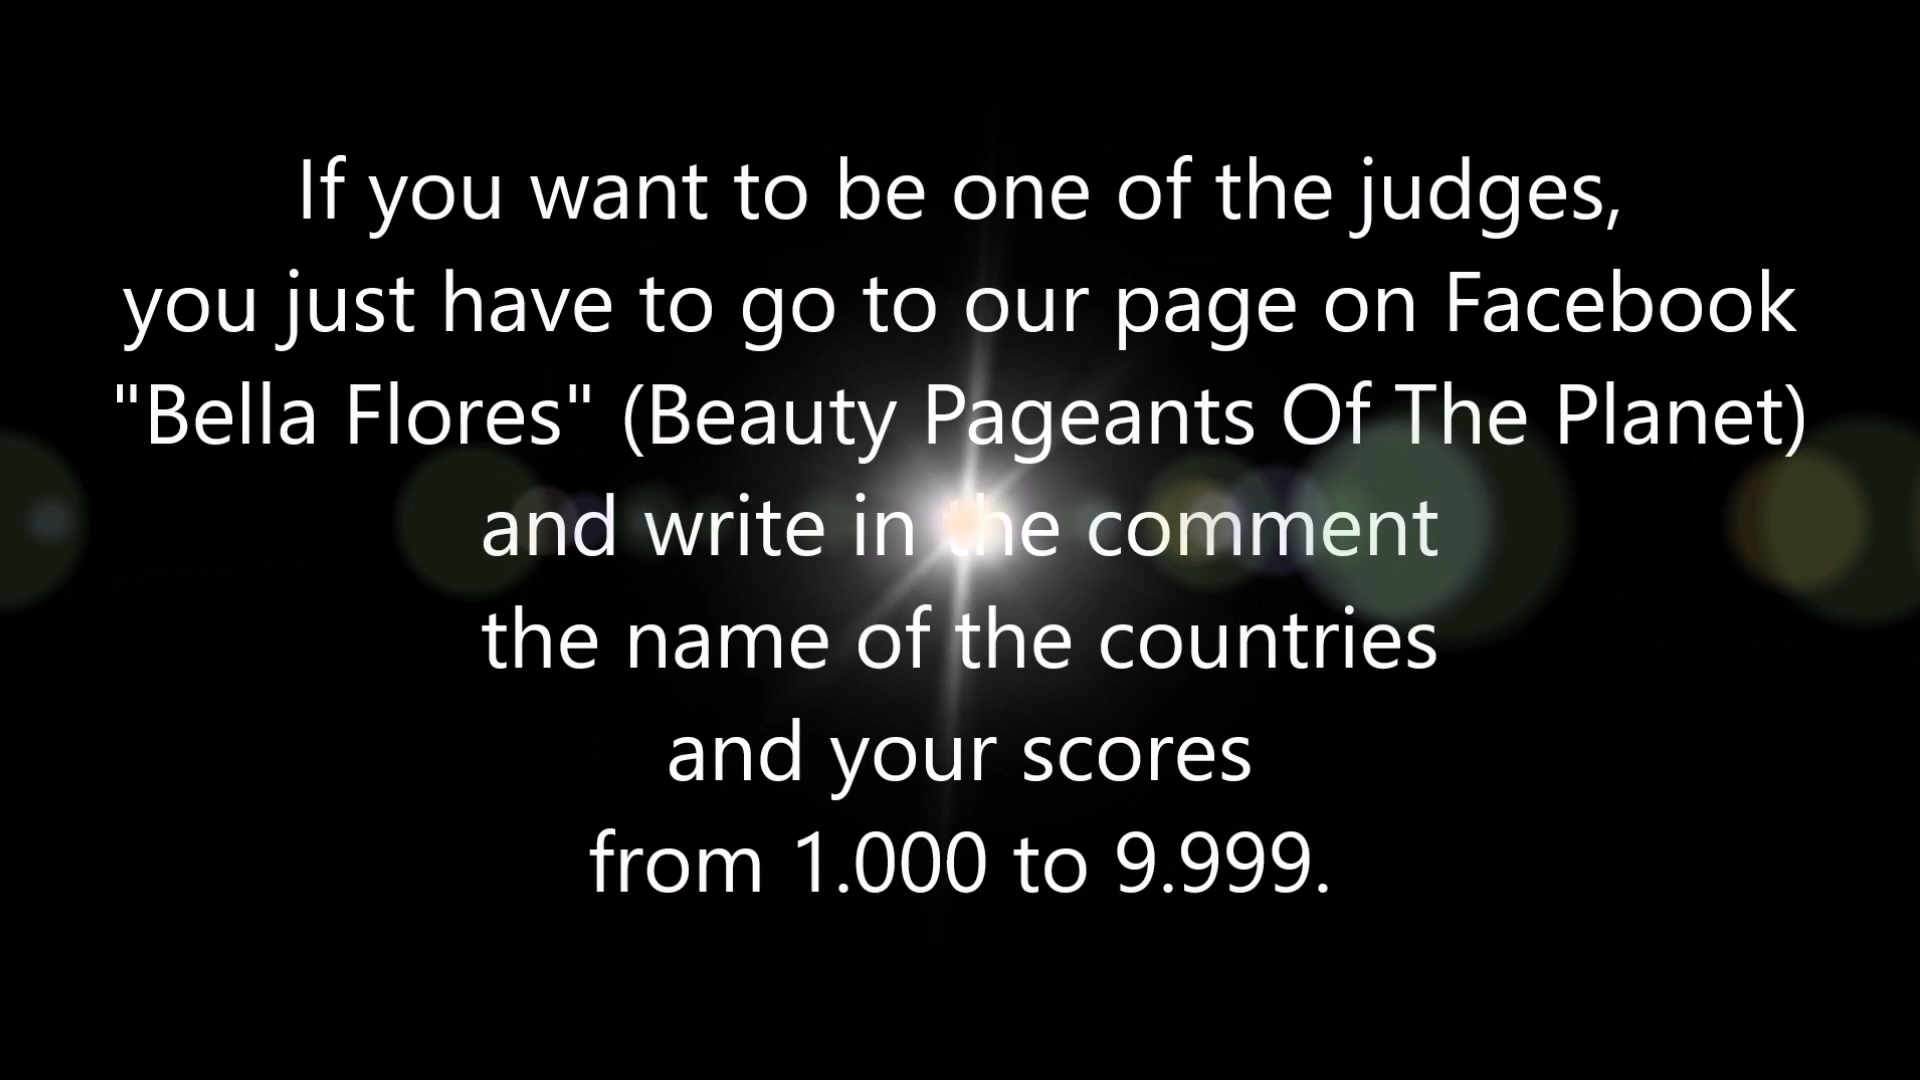 If you want to be one of the judges,
you just have to go to our page on Facebook
"Bella Flores" (Beauty Pageants Of The Planet)
and write in the comment
the name of the countries
and your scores
from 1.000 to 9.999.